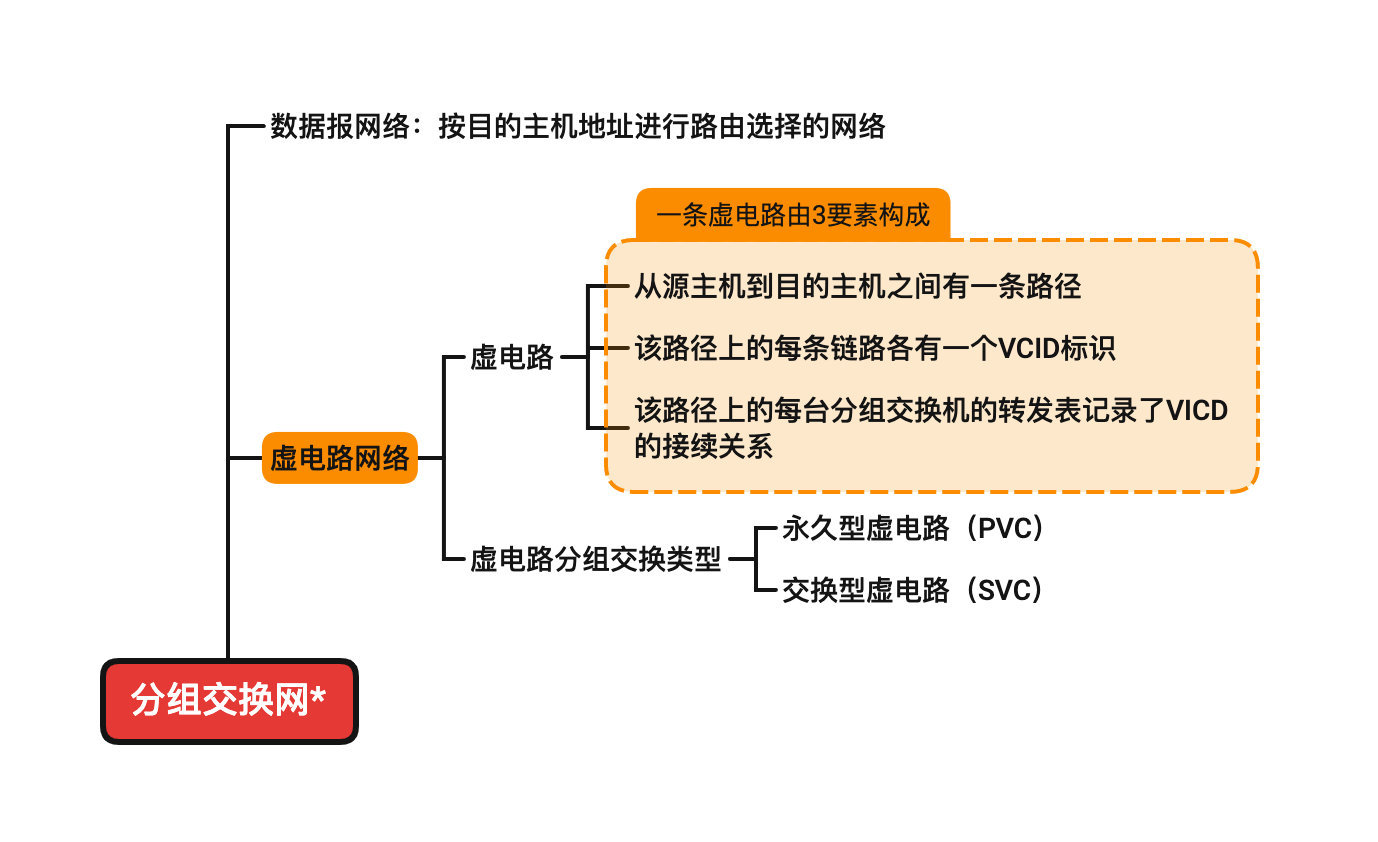 数据报网络：按目的主机地址进行路由选择的网络
一条虚电路由3要素构成
从源主机到目的主机之间有一条路径
该路径上的每条链路各有一个VCID标识
虚电路
该路径上的每台分组交换机的转发表记录了VICD
的接续关系
虚电路网络
永久型虚电路（PVC）
虚电路分组交换类型
交换型虚电路（SVC）
分组交换网*